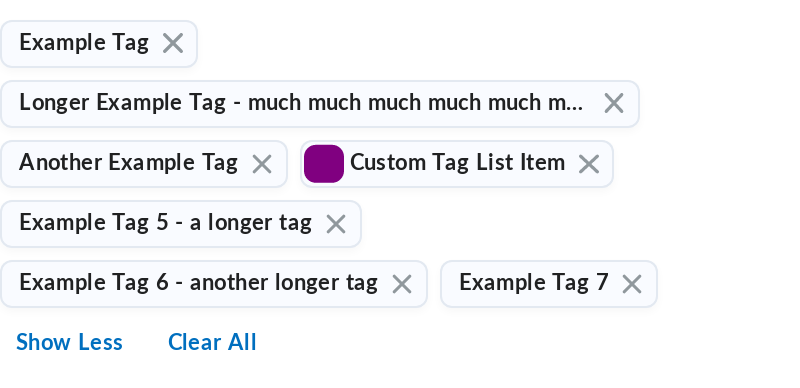 Example Tag
Longer Example Tag - much much much much much m...
Another Example Tag Custom Tag List Item
Example Tag 5 - a longer tag
Example Tag 6 - another longer tag Example Tag 7
Show Less Clear All